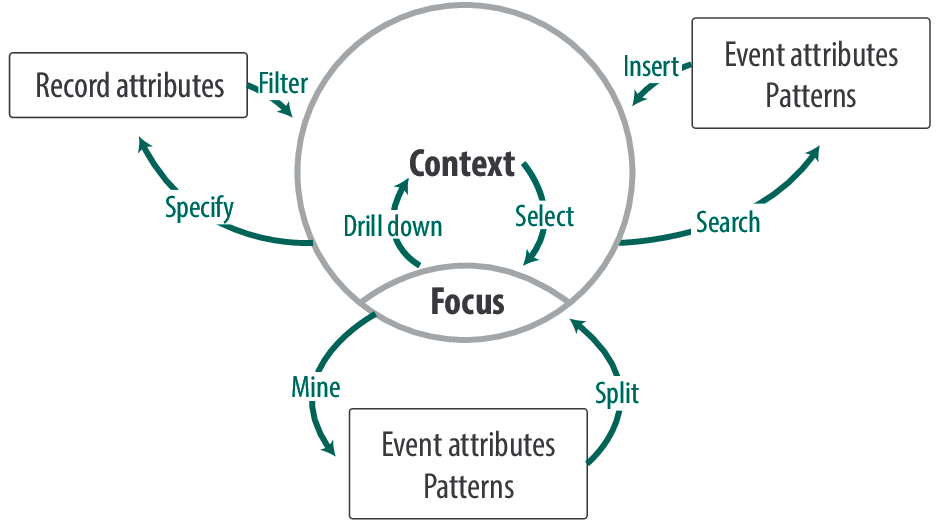 Record attributes
Filter
Insert
Event attributes
Patterns
Context
Specify
Drill down
Select
Search
Focus
Mine
Split
Event attributes
Patterns